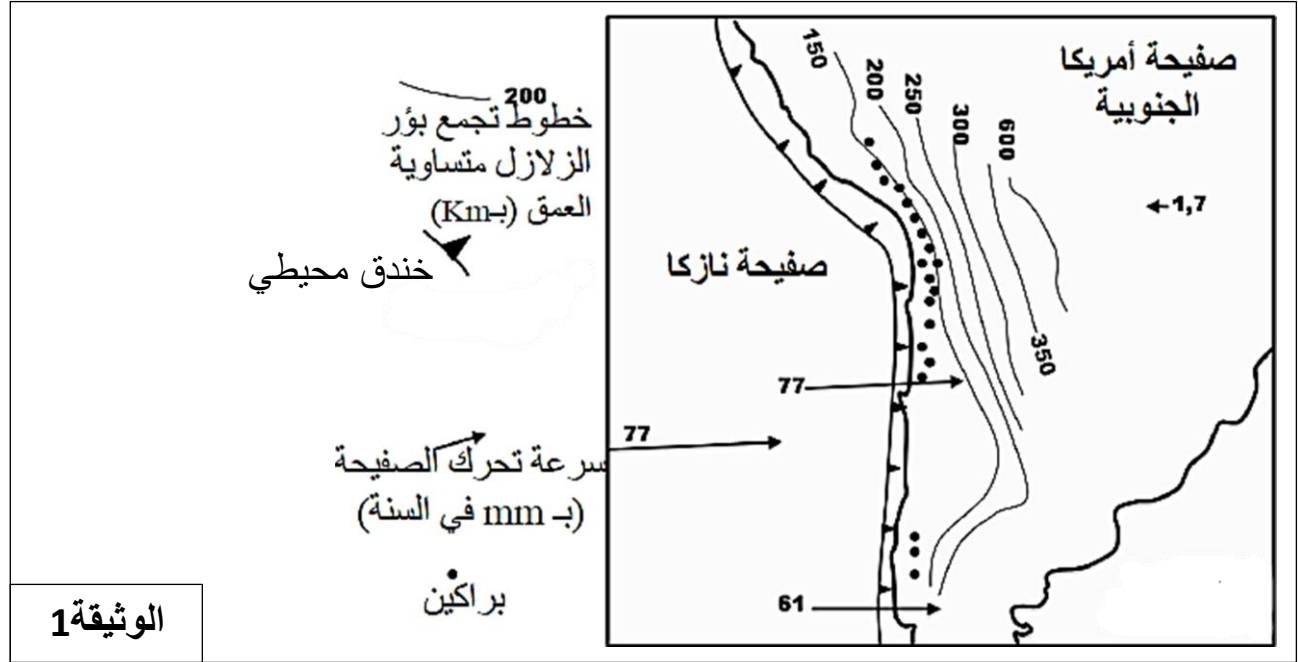 صفيحة أمريكا
الجنوبية
150
200
250
300
600
350
1,7
صفيحة نازكا
77
77
61
200
خطوط تجمع بؤر
الزلازل متساوية
العمق (بـKm)
خندق محيطي
سرعة تحرك الصفيحة
(بـ mm في السنة)
براكين
الوثيقة1